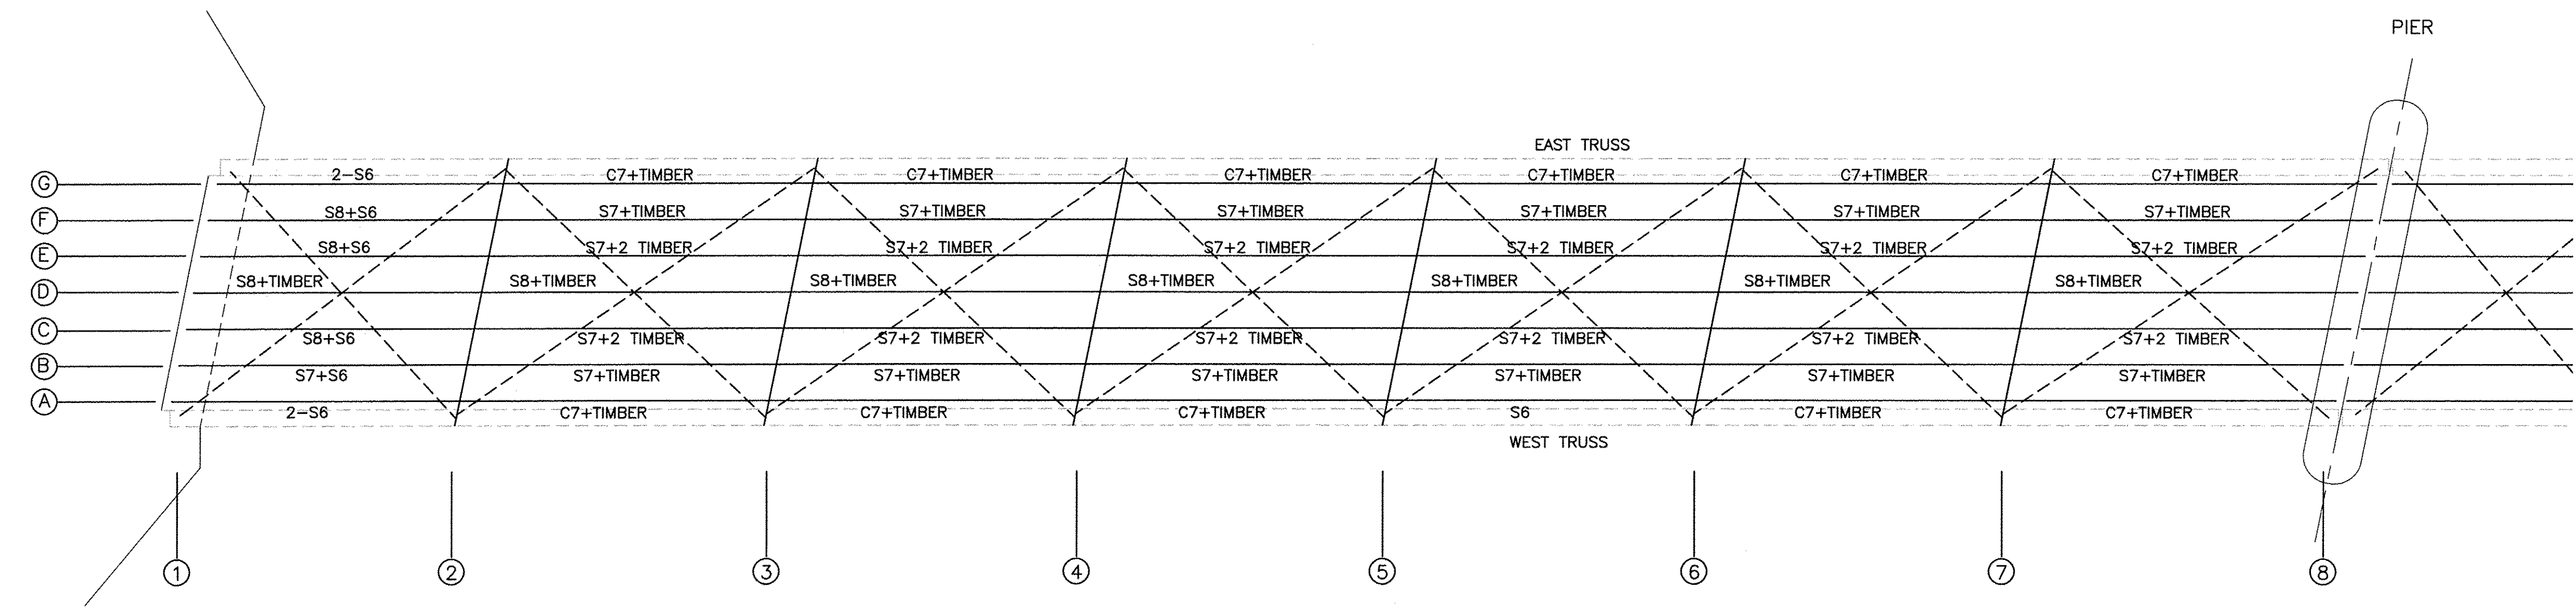 PIER
EAST TRUSS
G 2-S6 C7+TIMBER C7+TIMBER C7+TIMBER C7+TIMBER C7+TIMBER C7+TIMBER
F S8+S6 S7+TIMBER S7+TIMBER S7+TIMBER S7+TIMBER S7+TIMBER S7+TIMBER
E S8+S6 S7+2 TIMBER S7+2 TIMBER S7+2 TIMBER S7+2 TIMBER S7+2 TIMBER S7+2 TIMBER
D S8+TIMBER S8+TIMBER S8+TIMBER S8+TIMBER S8+TIMBER S8+TIMBER S8+TIMBER
C S8+S6 S7+2 TIMBER S7+2 TIMBER S7+2 TIMBER S7+2 TIMBER S7+2 TIMBER S7+2 TIMBER
B S7+S6 S7+TIMBER S7+TIMBER S7+TIMBER S7+TIMBER S7+TIMBER S7+TIMBER
A 2-S6 C7+TIMBER C7+TIMBER C7+TIMBER S6 C7+TIMBER C7+TIMBER
WEST TRUSS
1 2 3 4 5 6 7 8